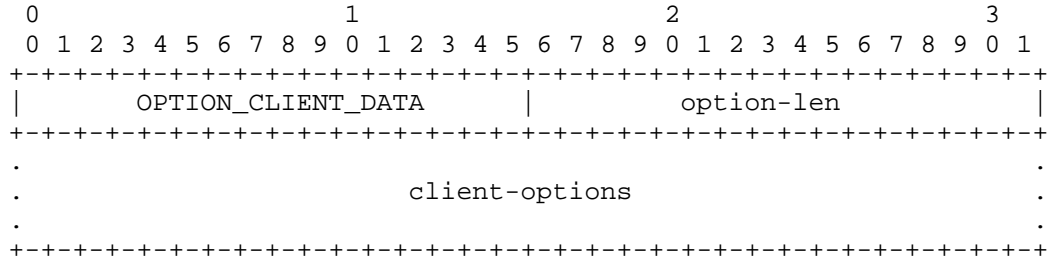 0                   1                   2                   3
 0 1 2 3 4 5 6 7 8 9 0 1 2 3 4 5 6 7 8 9 0 1 2 3 4 5 6 7 8 9 0 1
+-+-+-+-+-+-+-+-+-+-+-+-+-+-+-+-+-+-+-+-+-+-+-+-+-+-+-+-+-+-+-+-+
|       OPTION_CLIENT_DATA      |         option-len            |
+-+-+-+-+-+-+-+-+-+-+-+-+-+-+-+-+-+-+-+-+-+-+-+-+-+-+-+-+-+-+-+-+
.                                                               .
.                        client-options                         .
.                                                               .
+-+-+-+-+-+-+-+-+-+-+-+-+-+-+-+-+-+-+-+-+-+-+-+-+-+-+-+-+-+-+-+-+